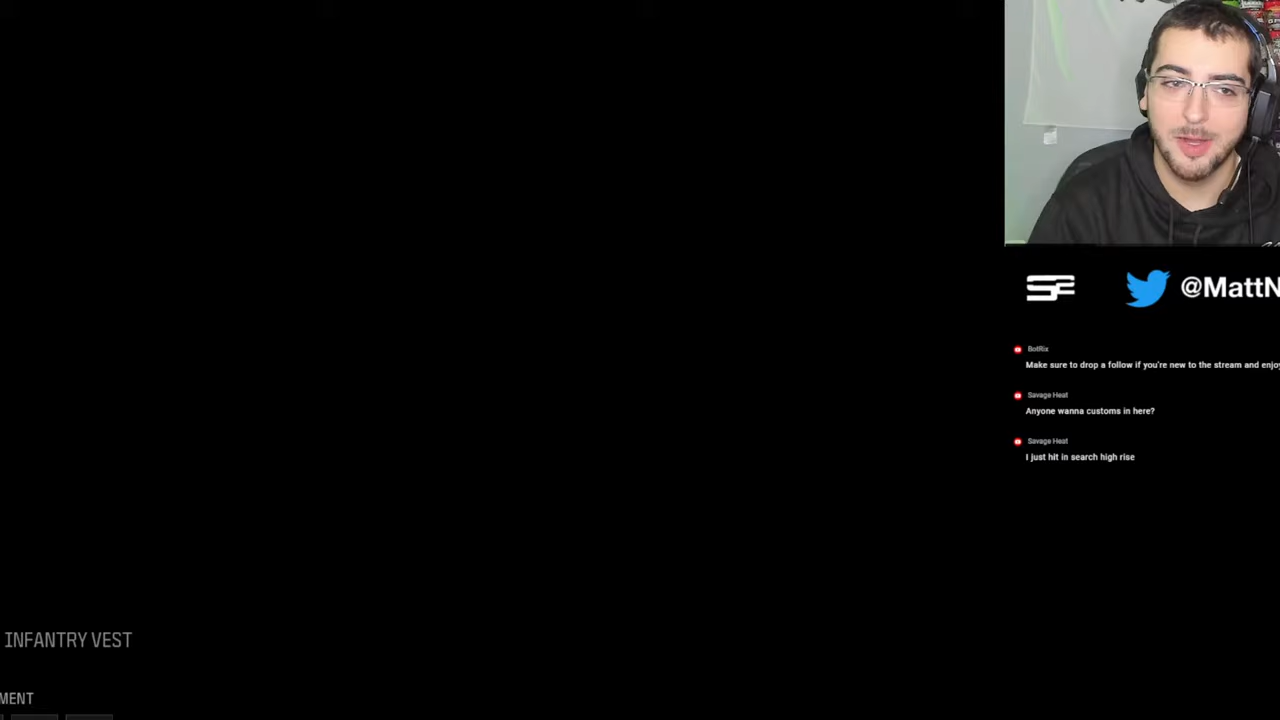 S2
@MattN
BotRix
Make sure to drop a follow if you're new to the stream and enjoy
Savage Heat
Anyone wanna customs in here?
Savage Heat
I just hit in search high rise
INFANTRY VEST
MENT